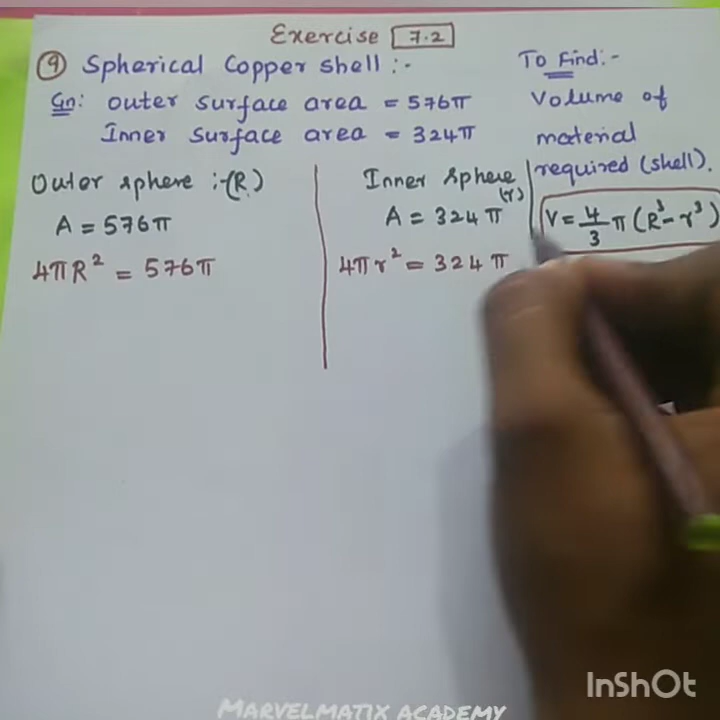 Exercise 7.2
9 Spherical Copper shell :-
Gn: outer surface area = 576π
Inner surface area = 324π
To Find:-
Volume of
material
required (shell).
V = 4/3 π (R³ - r³)
Outer sphere :-(R)
A = 576π
4πR² = 576π
Inner sphere
(r)
A = 324π
4πr² = 324π
InShOt
MARVELMATIX ACADEMY